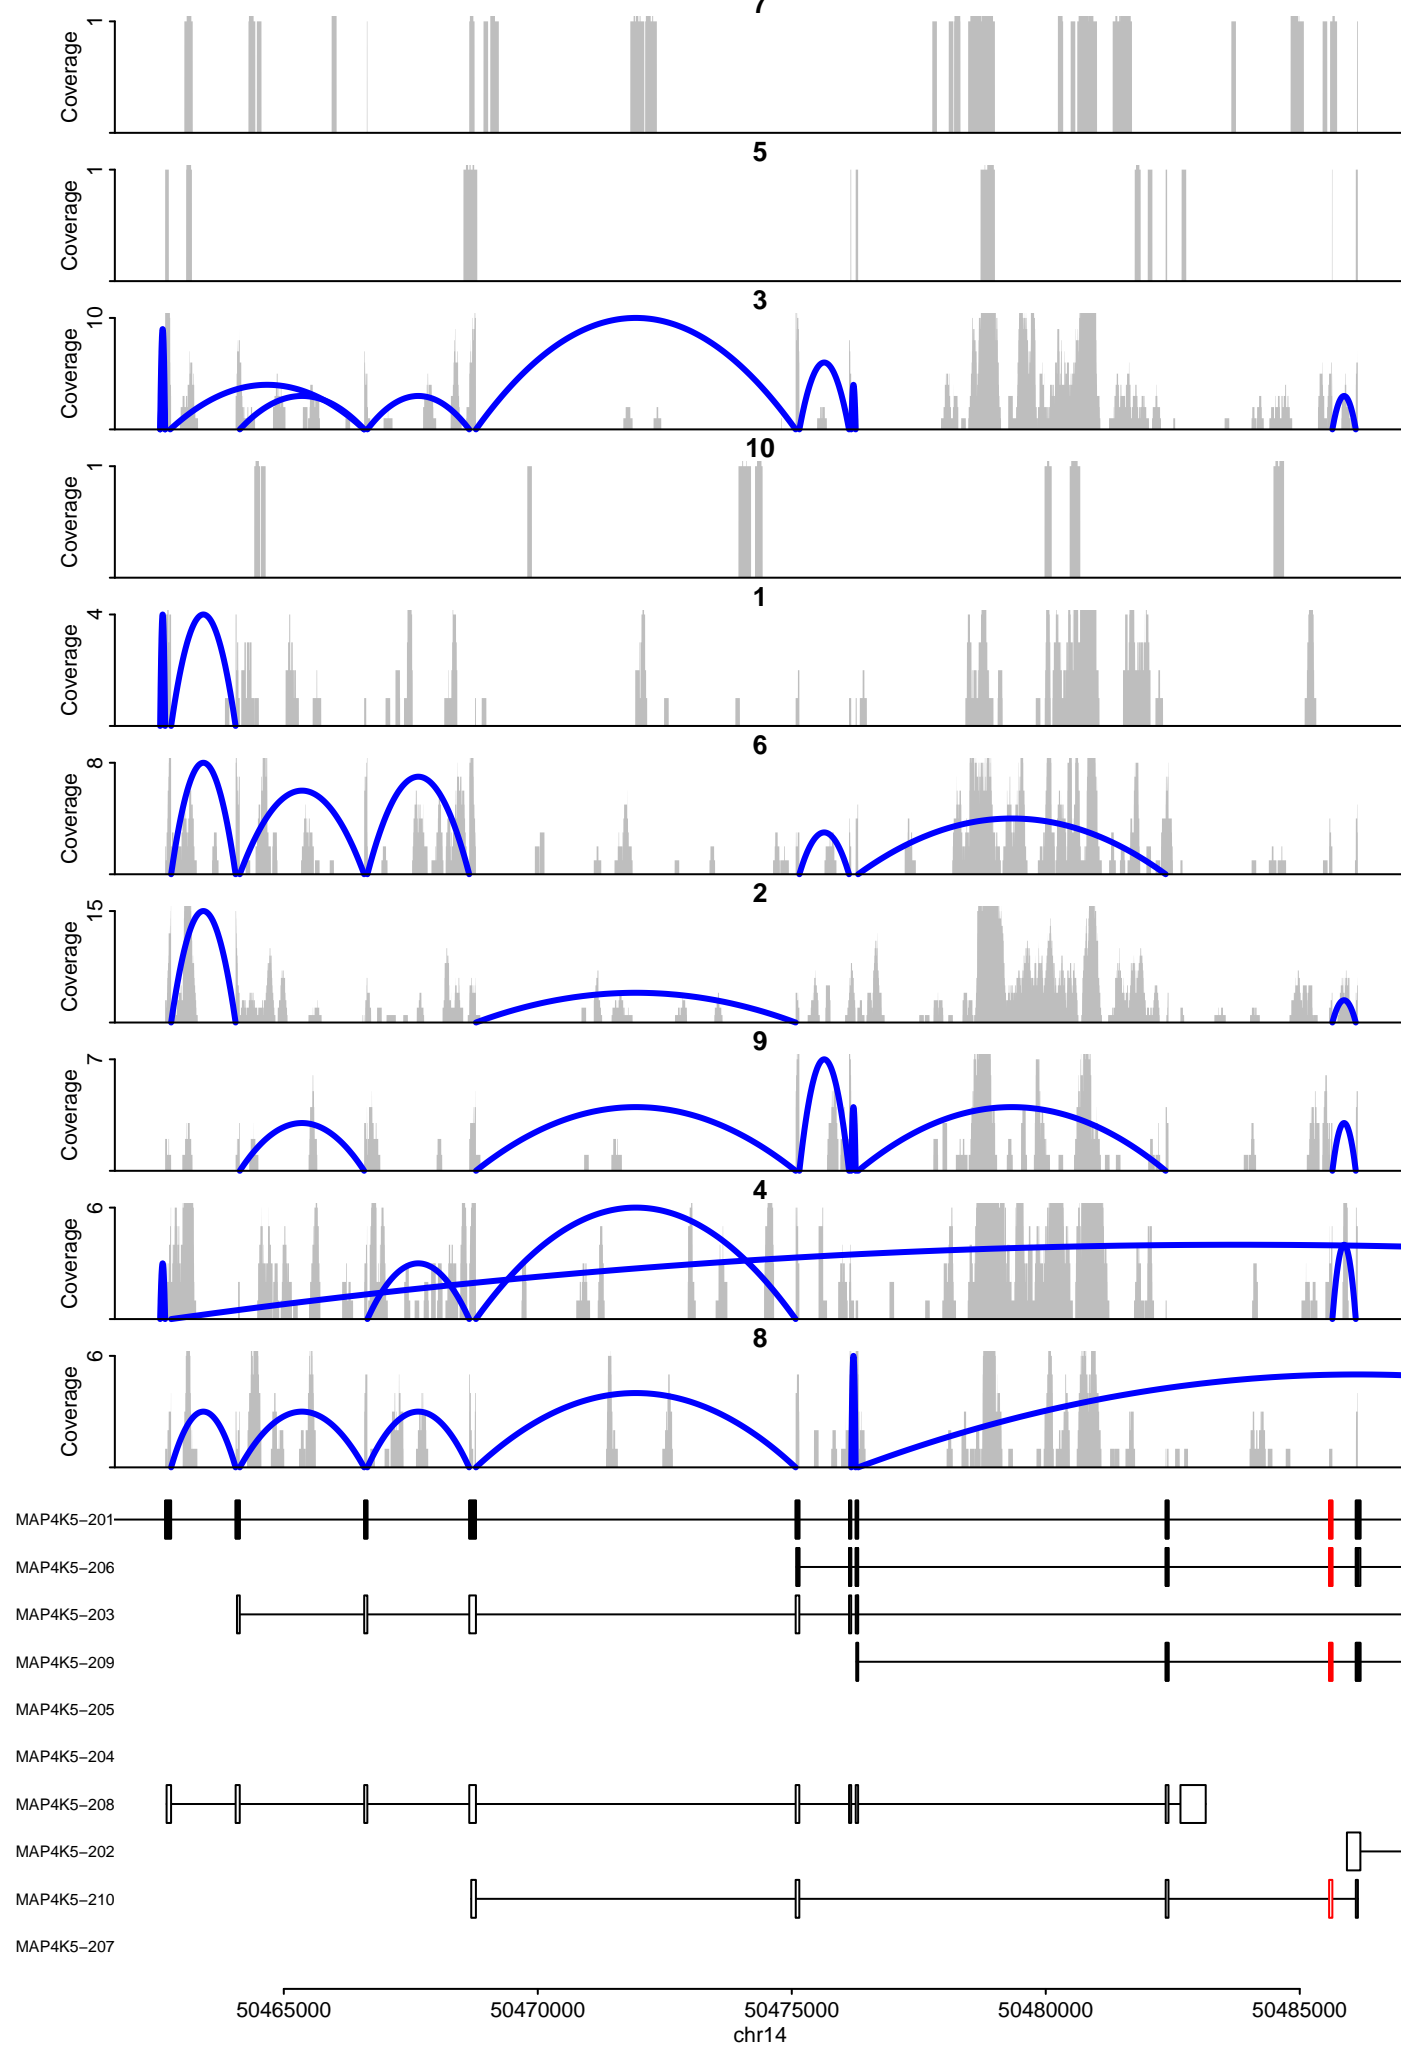 7
Coverage 1
5
Coverage 1
3
Coverage 10
10
Coverage 1
1
Coverage 4
6
Coverage 8
2
Coverage 15
9
Coverage 7
4
Coverage 6
8
Coverage 6
MAP4K5−201
MAP4K5−206
MAP4K5−203
MAP4K5−209
MAP4K5−205
MAP4K5−204
MAP4K5−208
MAP4K5−202
MAP4K5−210
MAP4K5−207
50465000 50470000 50475000 50480000 50485000
chr14